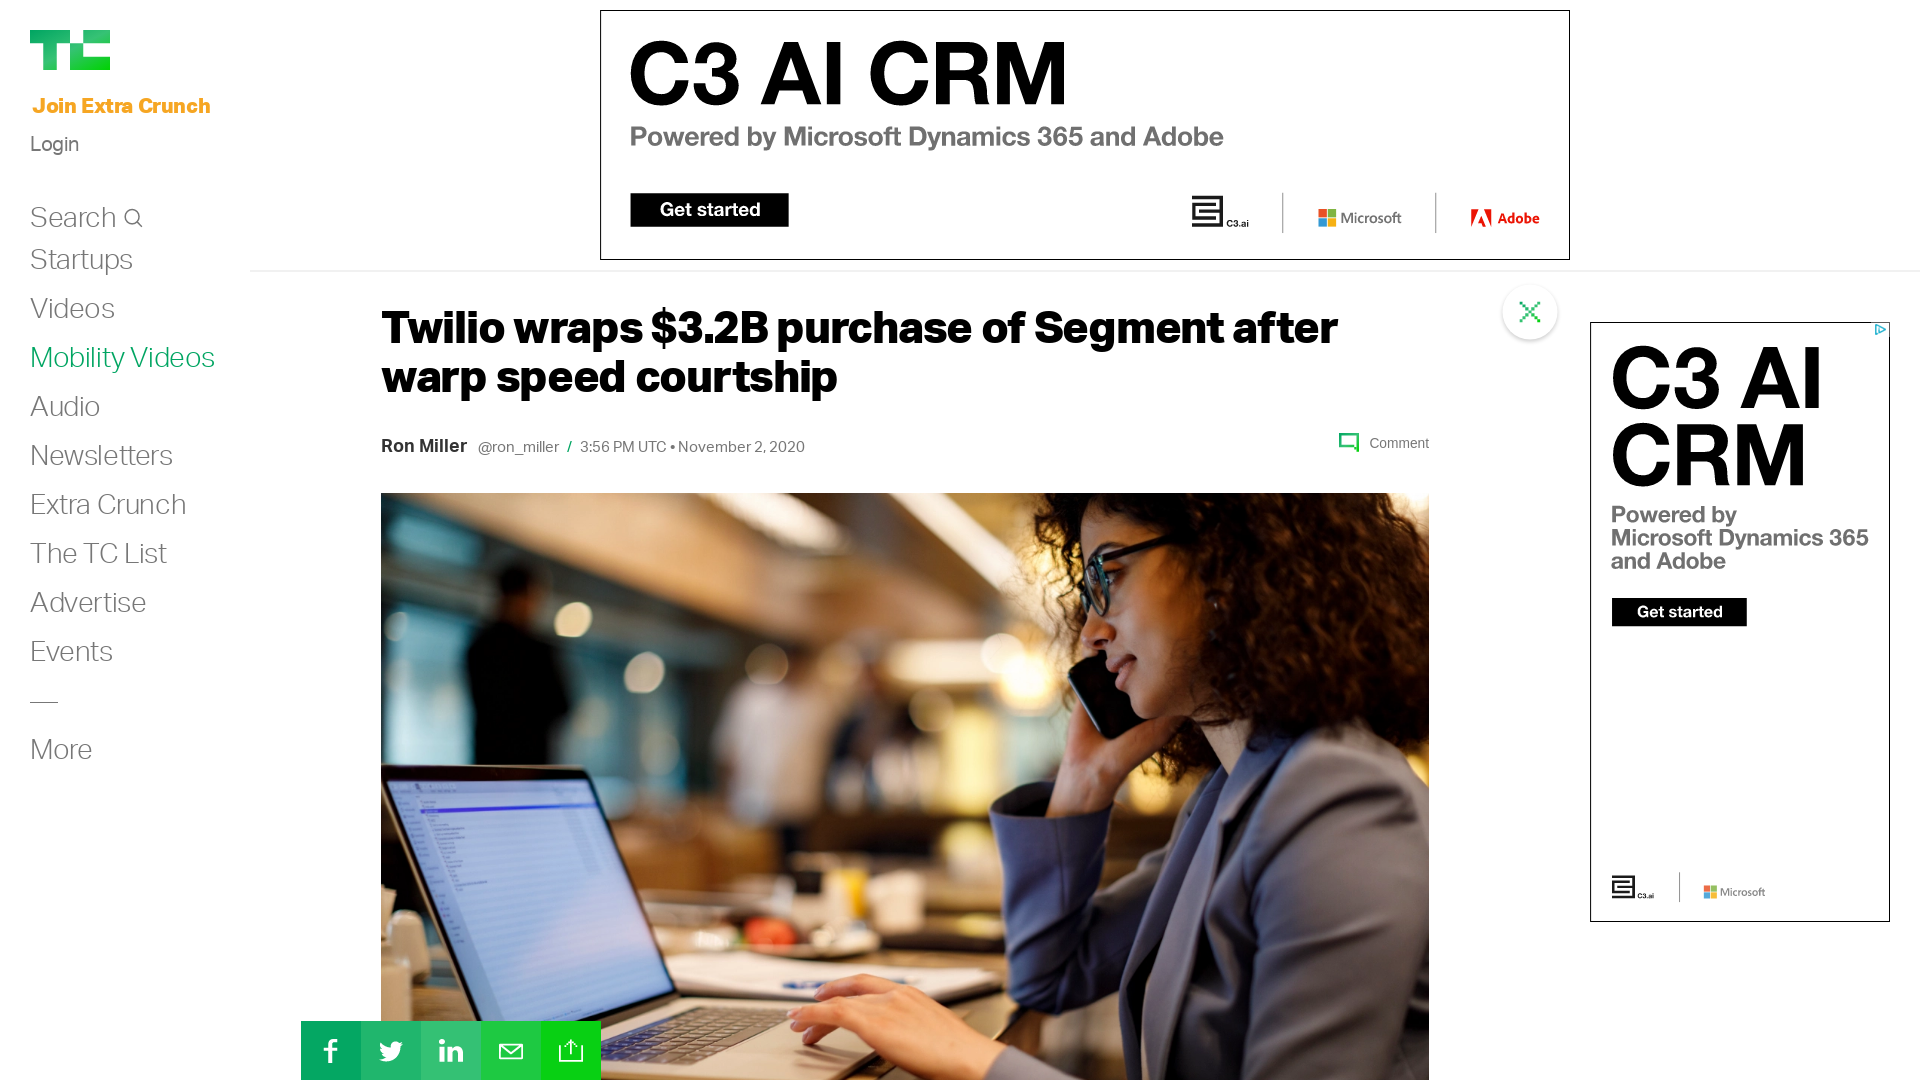 TC
Join Extra Crunch
Login
Search
Startups
Videos
Mobility Videos
Audio
Newsletters
Extra Crunch
The TC List
Advertise
Events
More
C3 AI CRM
Powered by Microsoft Dynamics 365 and Adobe
Get started
C3.ai
Microsoft
Adobe
Twilio wraps $3.2B purchase of Segment after
warp speed courtship
Ron Miller @ron_miller / 3:56 PM UTC • November 2, 2020
Comment
C3 AI
CRM
Powered by
Microsoft Dynamics 365
and Adobe
Get started
C3.ai
Microsoft